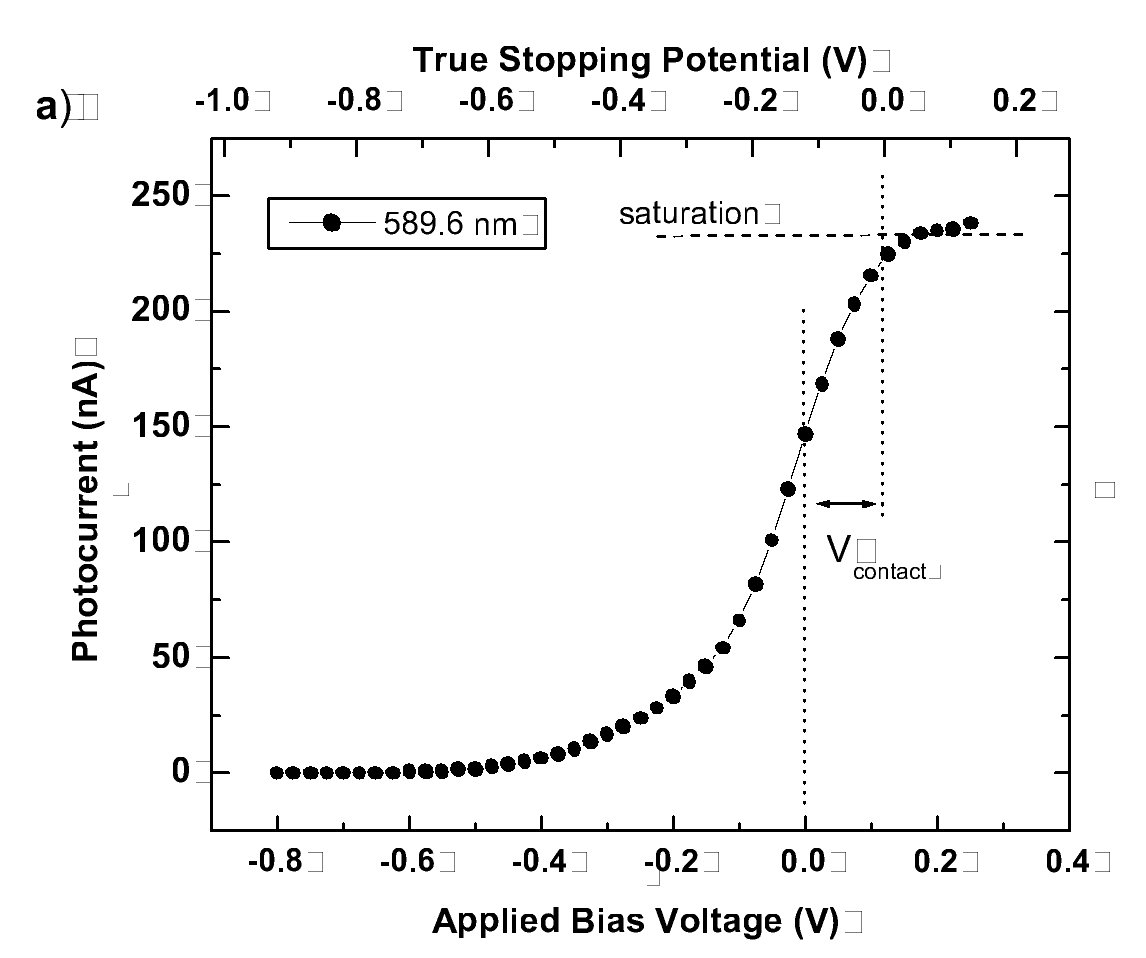 True Stopping Potential (V)
a)
-1.0 -0.8 -0.6 -0.4 -0.2 0.0 0.2
250
589.6 nm
saturation
200
150
100
50
0
Photocurrent (nA)
V contact
-0.8 -0.6 -0.4 -0.2 0.0 0.2 0.4
Applied Bias Voltage (V)